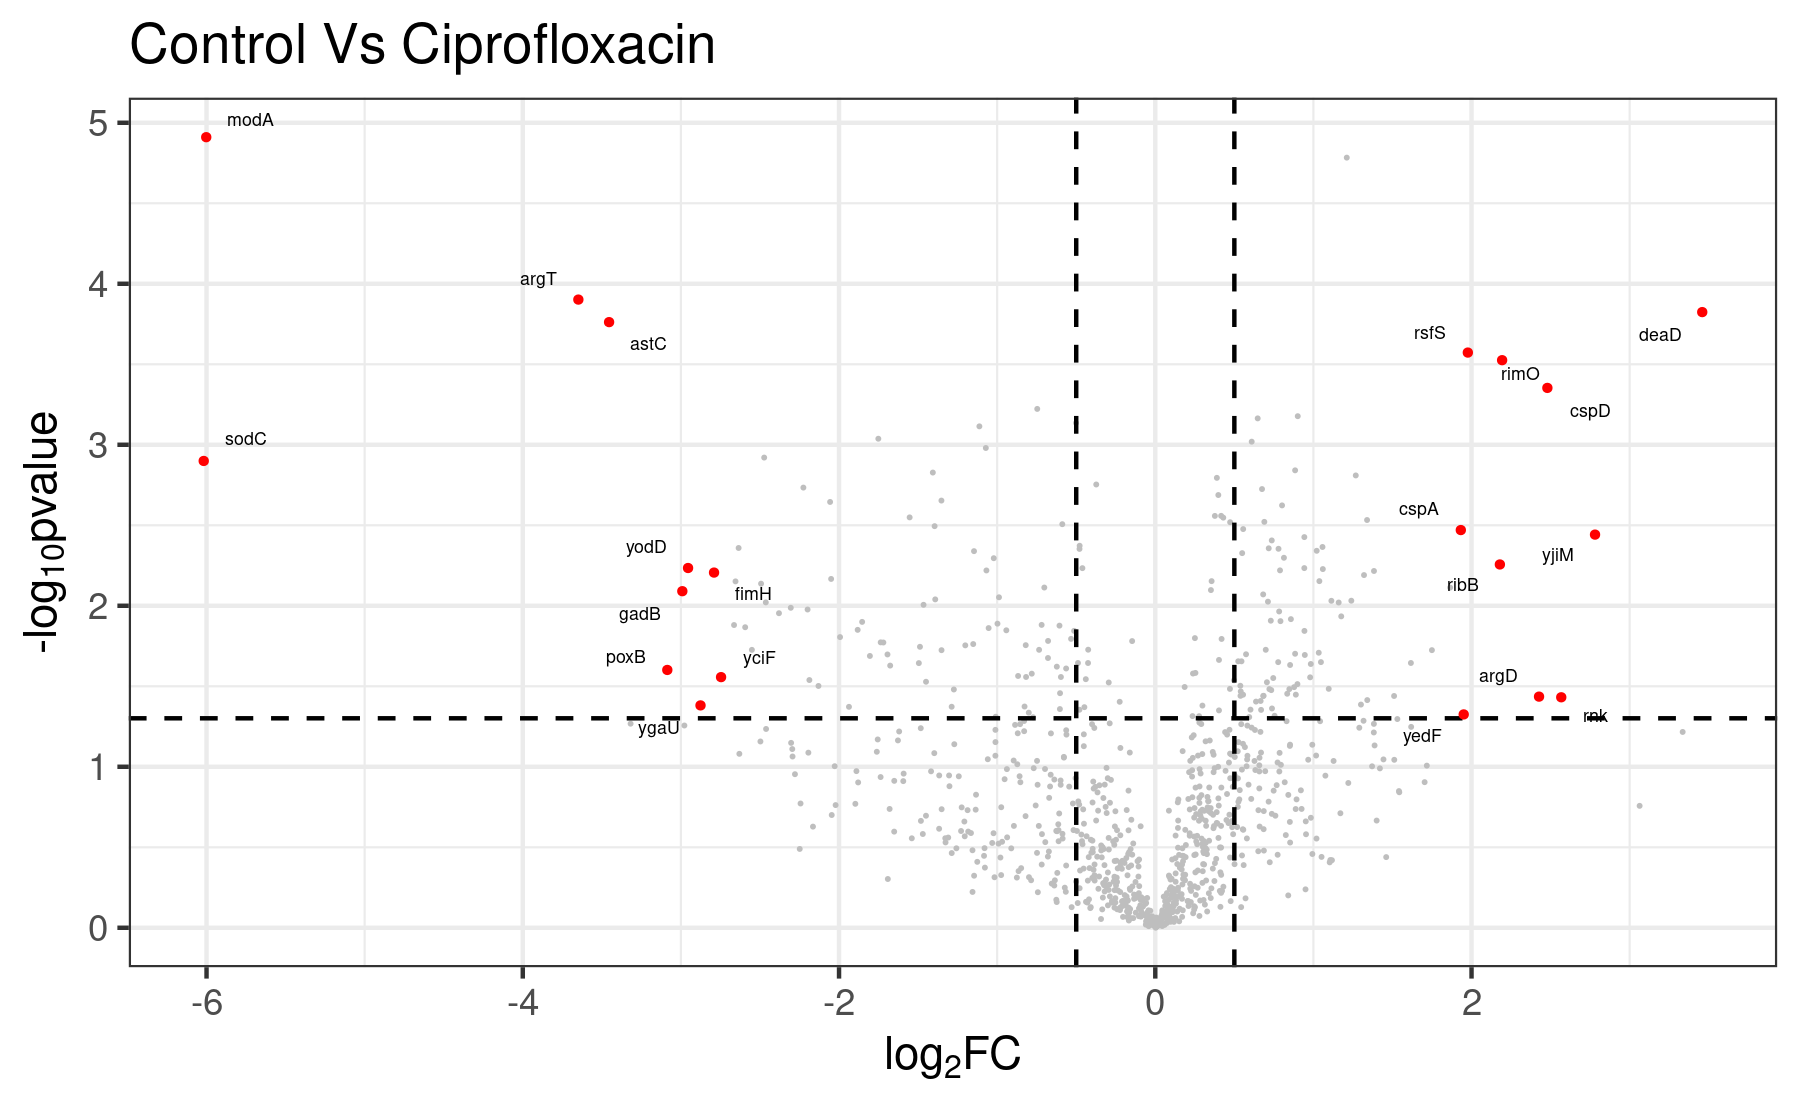 Control Vs Ciprofloxacin
5
modA
4
argT
astC
deaD
rsfS
rimO
cspD
3
sodC
cspA
yodD
yjiM
fimH
ribB
2
gadB
poxB
yciF
argD
rnk
ygaU
yedF
1
0
-6
-4
-2
0
2
-log10pvalue
log2FC